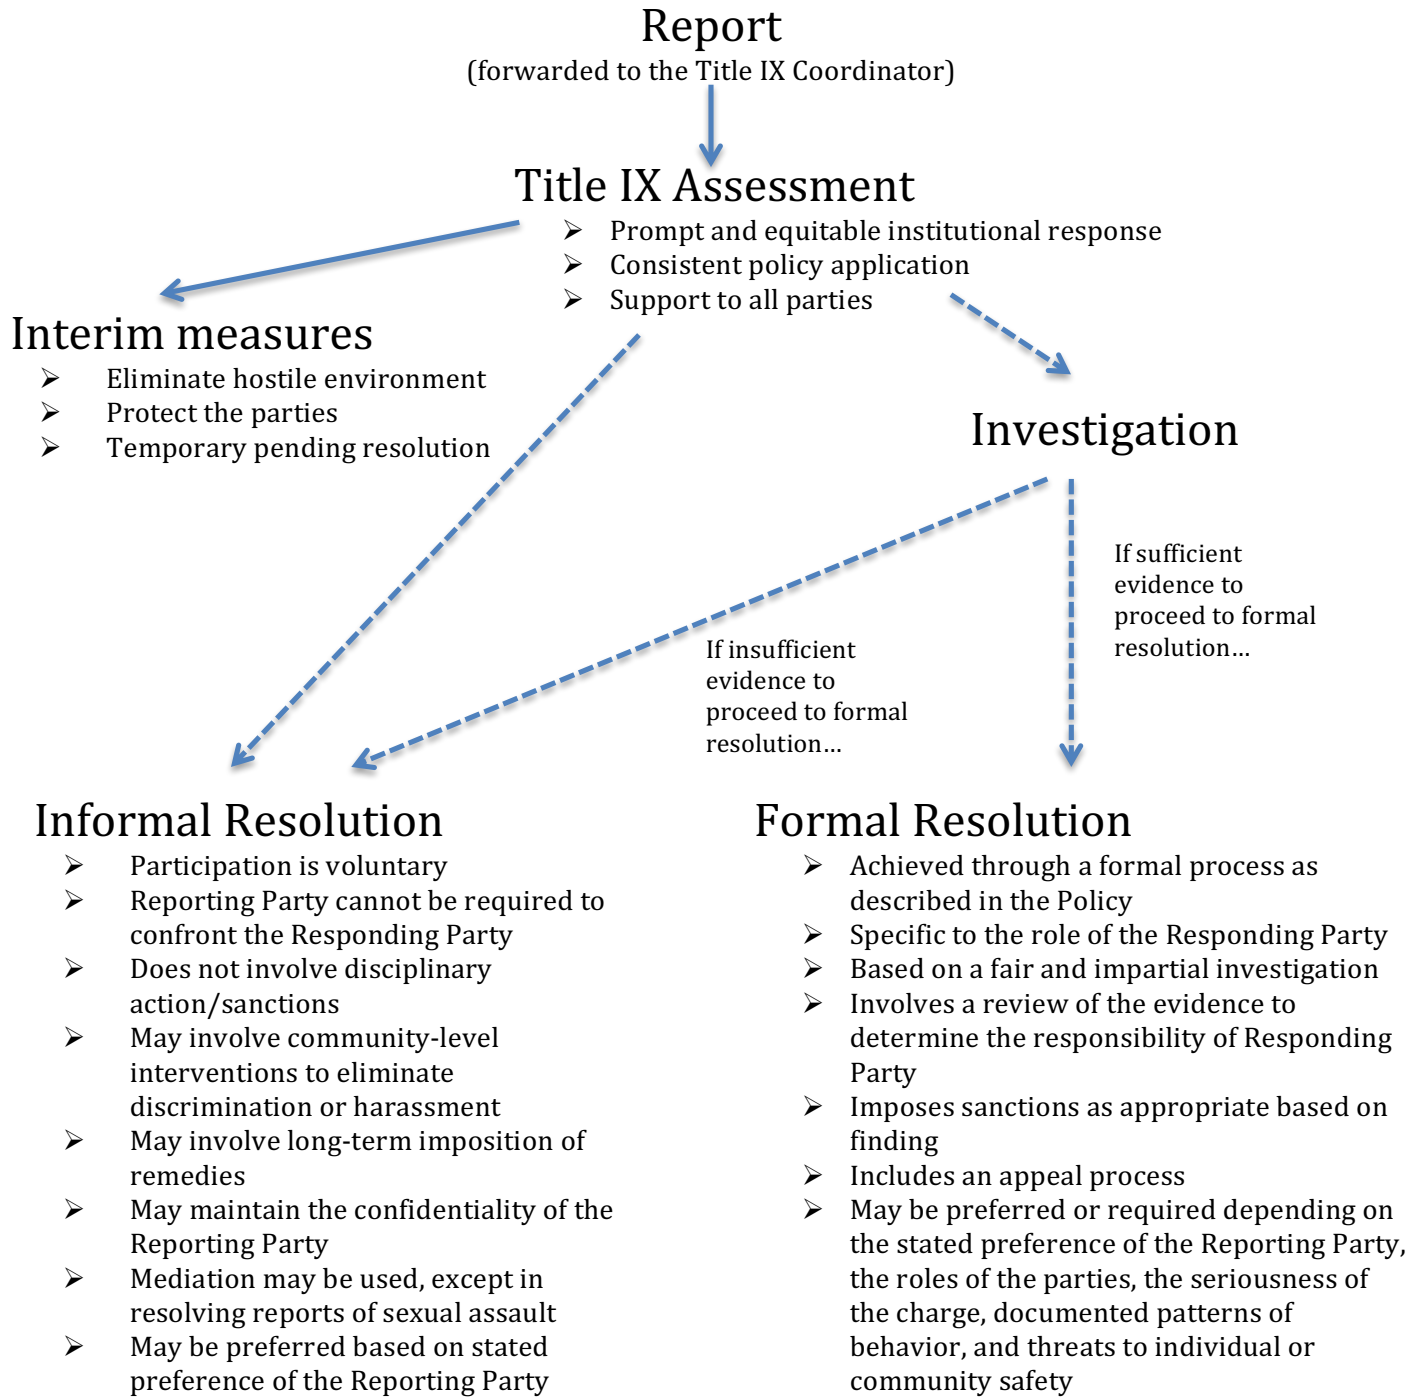 Report
(forwarded to the Title IX Coordinator)
Title IX Assessment
➢ Prompt and equitable institutional response
➢ Consistent policy application
➢ Support to all parties
Interim measures
➢ Eliminate hostile environment
➢ Protect the parties
➢ Temporary pending resolution
Investigation
If sufficient
evidence to
proceed to formal
resolution…
If insufficient
evidence to
proceed to formal
resolution…
Informal Resolution
➢ Participation is voluntary
➢ Reporting Party cannot be required to
confront the Responding Party
➢ Does not involve disciplinary
action/sanctions
➢ May involve community-level
interventions to eliminate
discrimination or harassment
➢ May involve long-term imposition of
remedies
➢ May maintain the confidentiality of the
Reporting Party
➢ Mediation may be used, except in
resolving reports of sexual assault
➢ May be preferred based on stated
preference of the Reporting Party
Formal Resolution
➢ Achieved through a formal process as
described in the Policy
➢ Specific to the role of the Responding Party
➢ Based on a fair and impartial investigation
➢ Involves a review of the evidence to
determine the responsibility of Responding
Party
➢ Imposes sanctions as appropriate based on
finding
➢ Includes an appeal process
➢ May be preferred or required depending on
the stated preference of the Reporting Party,
the roles of the parties, the seriousness of
the charge, documented patterns of
behavior, and threats to individual or
community safety